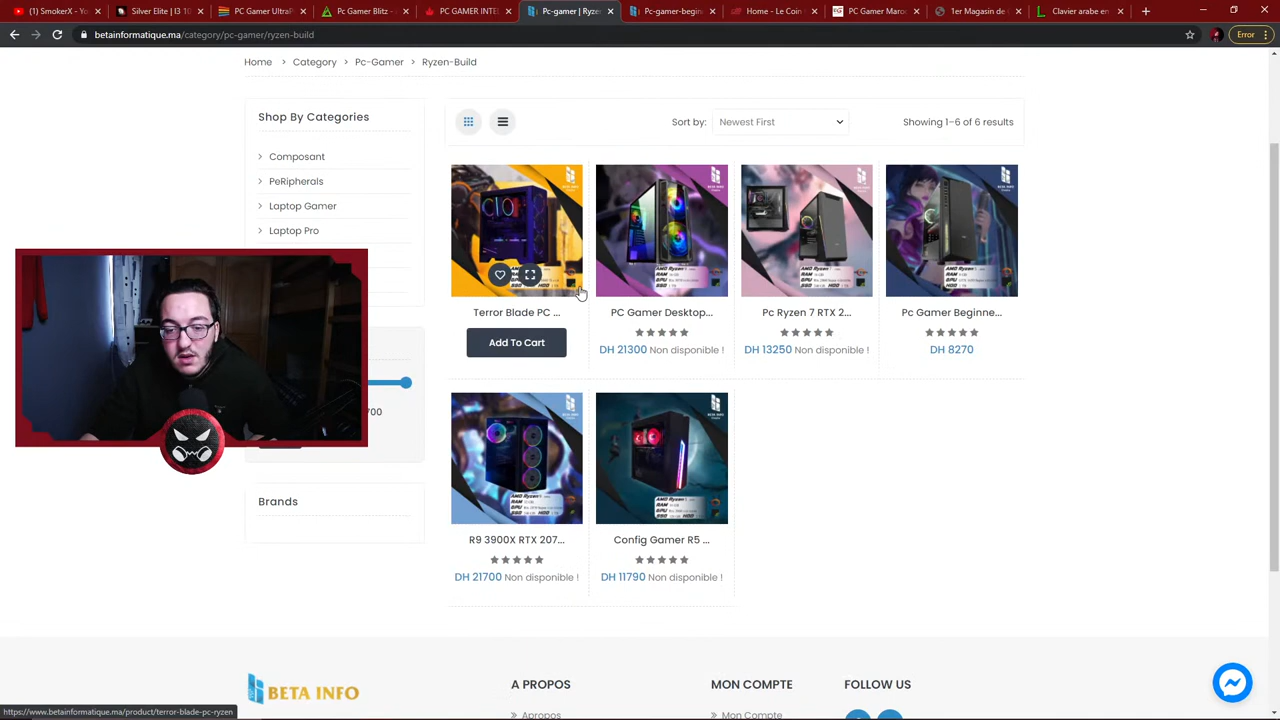 (1) SmokerX - Yo
Silver Elite | I3 10
PC Gamer UltraP
Pc Gamer Blitz -
PC GAMER INTEL
Pc-gamer | Ryze
Pc-gamer-begin
Home - Le Coin
PC Gamer Maroc
1er Magasin de C
Clavier arabe en
betainformatique.ma/category/pc-gamer/ryzen-build
Error
Home > Category > Pc-Gamer > Ryzen-Build
Shop By Categories
Composant
PeRipherals
Laptop Gamer
Laptop Pro
Sort by: Newest First
Showing 1–6 of 6 results
Terror Blade PC ...
PC Gamer Desktop...
Pc Ryzen 7 RTX 2...
Pc Gamer Beginne...
Add To Cart
DH 21300 Non disponible !
DH 13250 Non disponible !
DH 8270
700
Brands
R9 3900X RTX 207...
Config Gamer R5 ...
DH 21700 Non disponible !
DH 11790 Non disponible !
BETA INFO
A PROPOS
MON COMPTE
FOLLOW US
Apropos
Mon Compte
https://www.betainformatique.ma/product/terror-blade-pc-ryzen